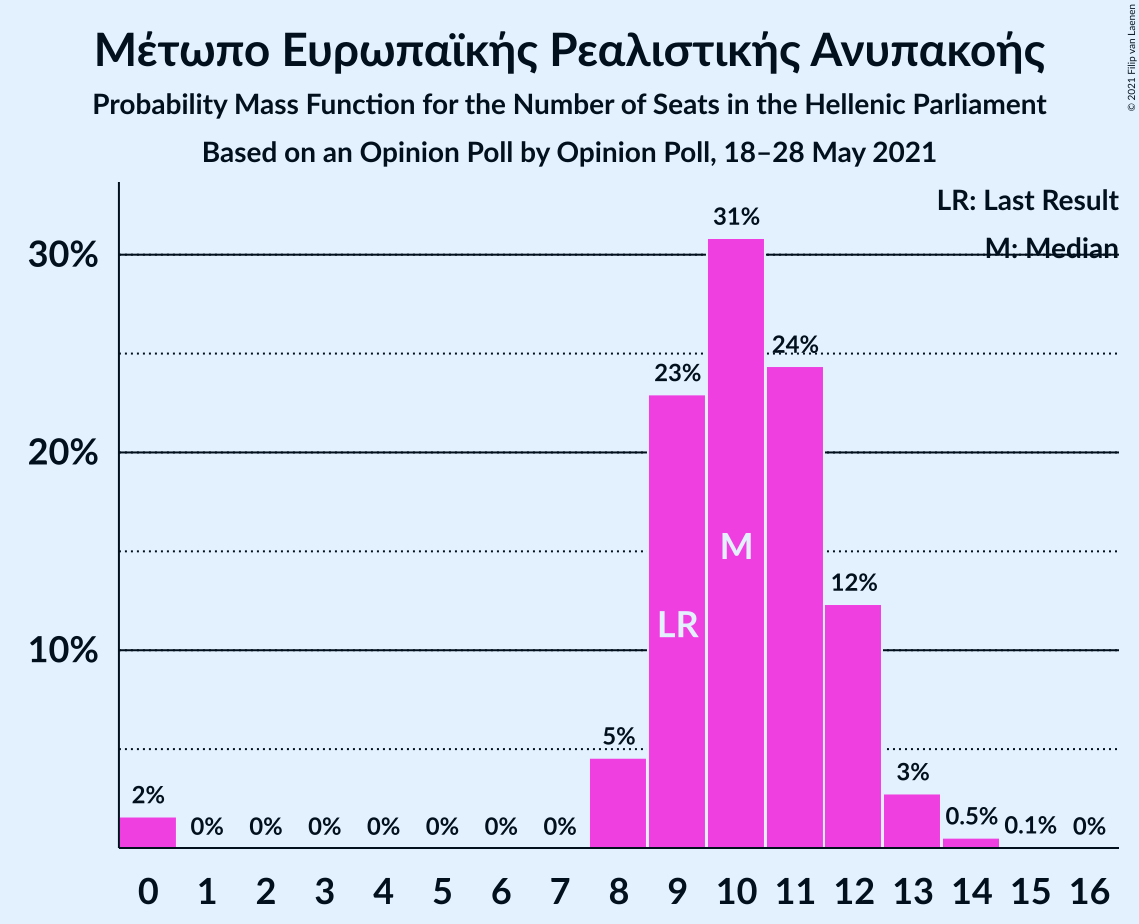 Μέτωπο Ευρωπαϊκής Ρεαλιστικής Ανυπακοής
Probability Mass Function for the Number of Seats in the Hellenic Parliament
Based on an Opinion Poll by Opinion Poll, 18–28 May 2021
© 2021 Filip van Laenen
LR: Last Result
M: Median
30%
20%
10%
2%
0%
0%
0%
0%
0%
0%
0%
5%
23%
31%
24%
12%
3%
0.5%
0.1%
0%
LR
M
0 1 2 3 4 5 6 7 8 9 10 11 12 13 14 15 16